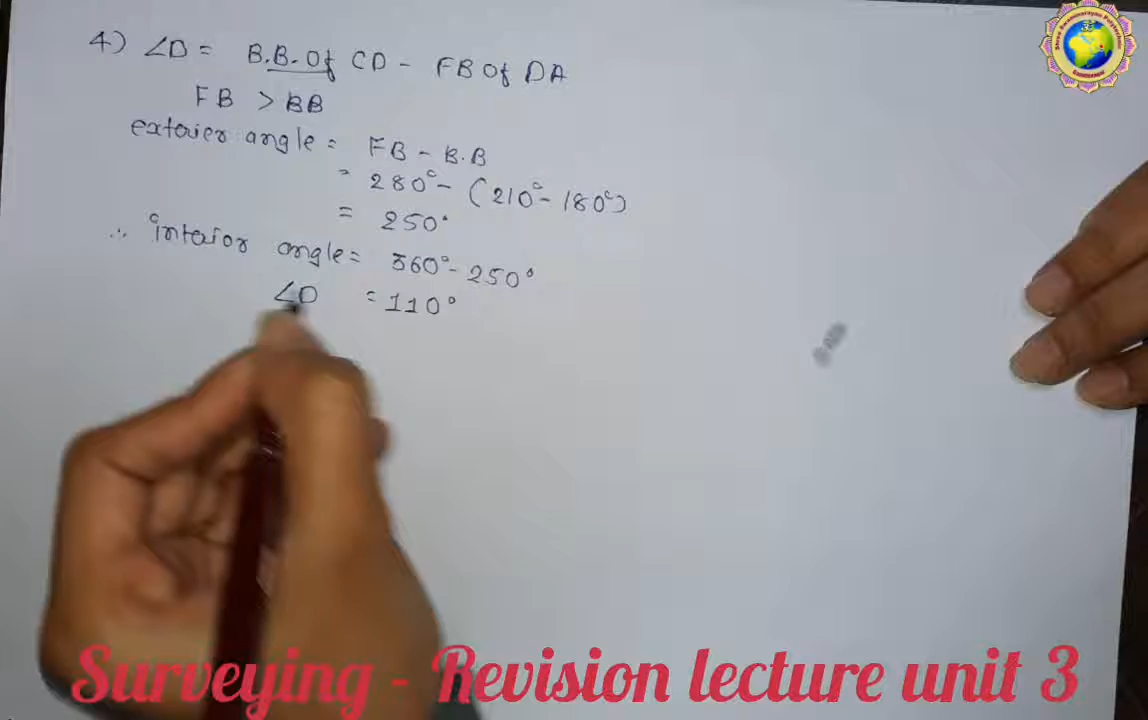 4) ∠D = B.B. Of CD - FB Of DA
FB > BB
exterior angle = FB - B.B
= 280° - (210° - 180°)
= 250°
∴ interior angle = 360° - 250°
∠D = 110°
Surveying - Revision lecture unit 3